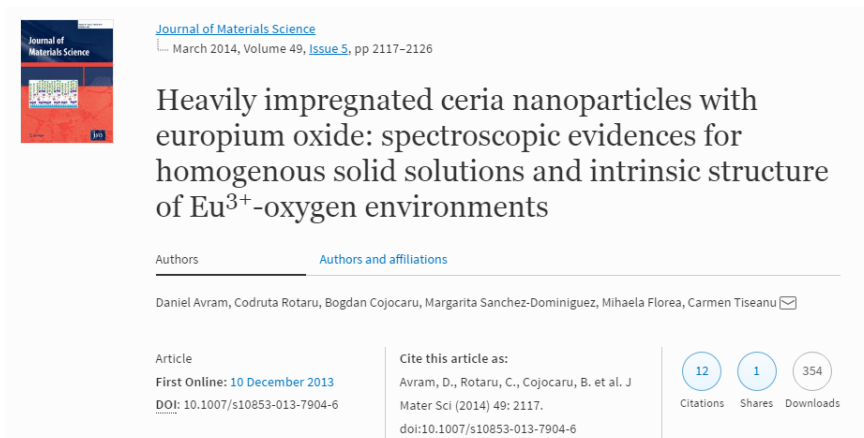 Journal of
Materials Science
Journal of Materials Science
March 2014, Volume 49, Issue 5, pp 2117–2126
Heavily impregnated ceria nanoparticles with
europium oxide: spectroscopic evidences for
homogenous solid solutions and intrinsic structure
of Eu³⁺-oxygen environments
Authors
Authors and affiliations
Daniel Avram, Codruta Rotaru, Bogdan Cojocaru, Margarita Sanchez-Dominiguez, Mihaela Florea, Carmen Tiseanu
Article
First Online: 10 December 2013
DOI: 10.1007/s10853-013-7904-6
Cite this article as:
Avram, D., Rotaru, C., Cojocaru, B. et al. J
Mater Sci (2014) 49: 2117.
doi:10.1007/s10853-013-7904-6
12
Citations
1
Shares
354
Downloads